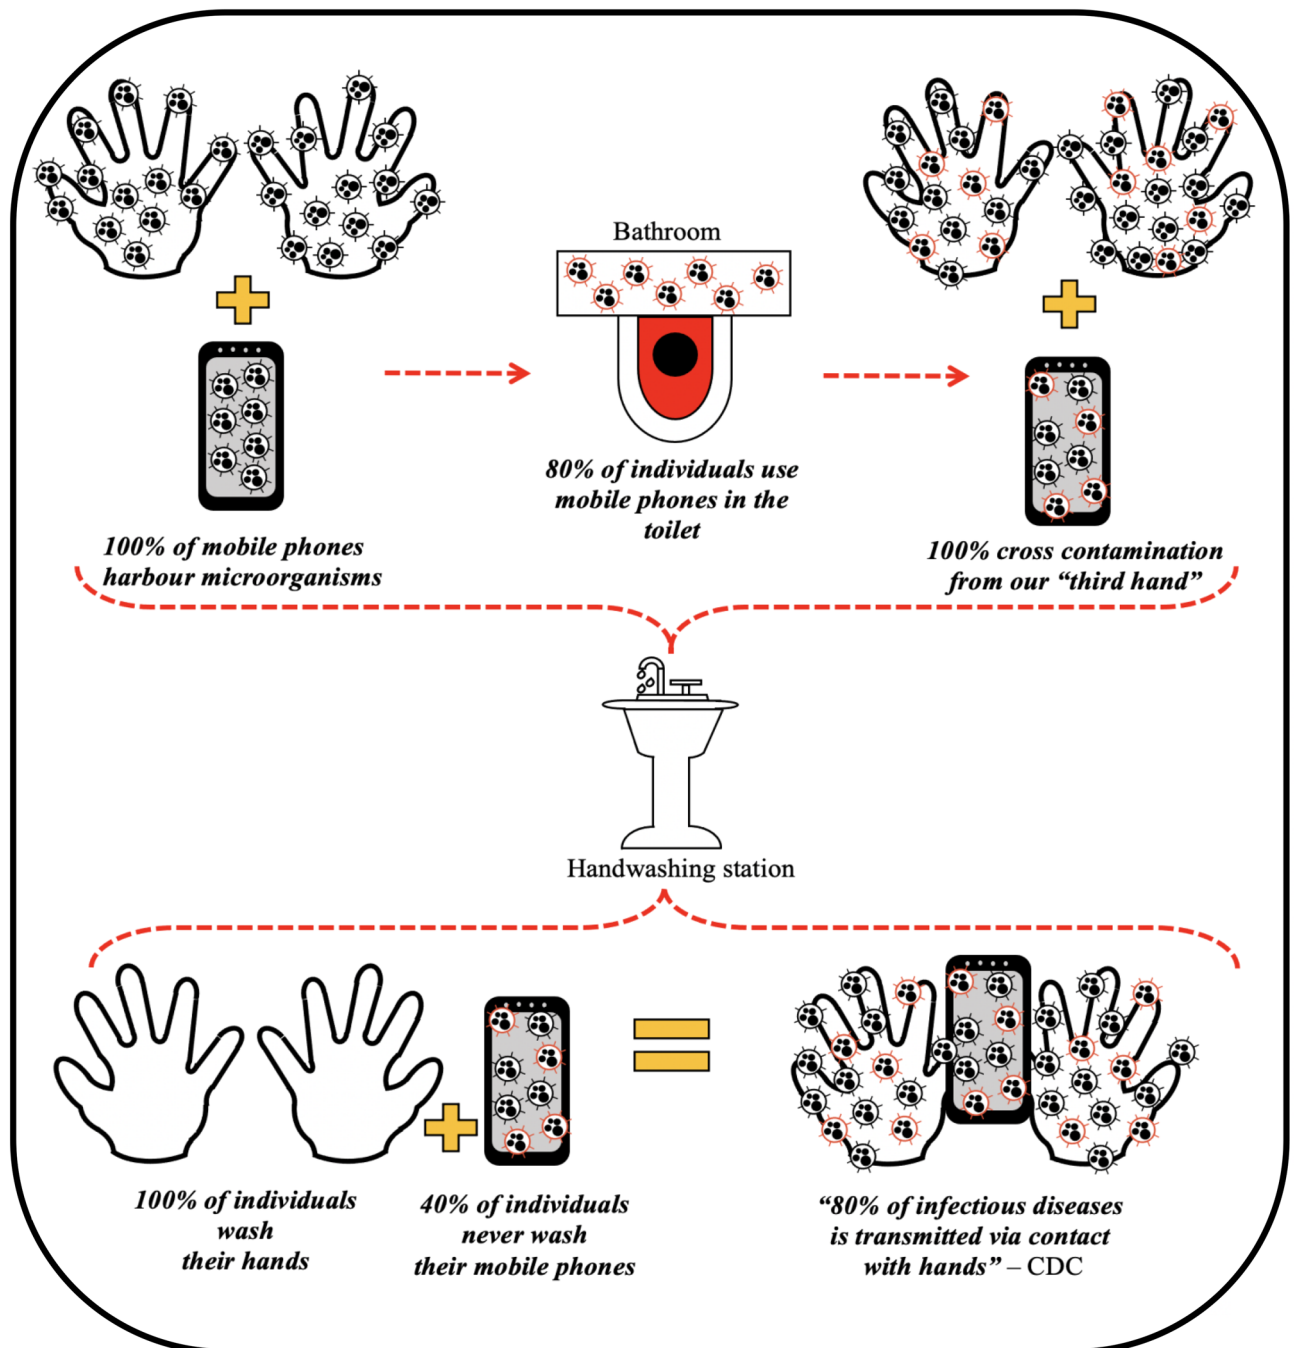 Bathroom
80% of individuals use
mobile phones in the
toilet
100% of mobile phones
harbour microorganisms
100% cross contamination
from our “third hand”
Handwashing station
100% of individuals
wash
their hands
40% of individuals
never wash
their mobile phones
“80% of infectious diseases
is transmitted via contact
with hands” – CDC